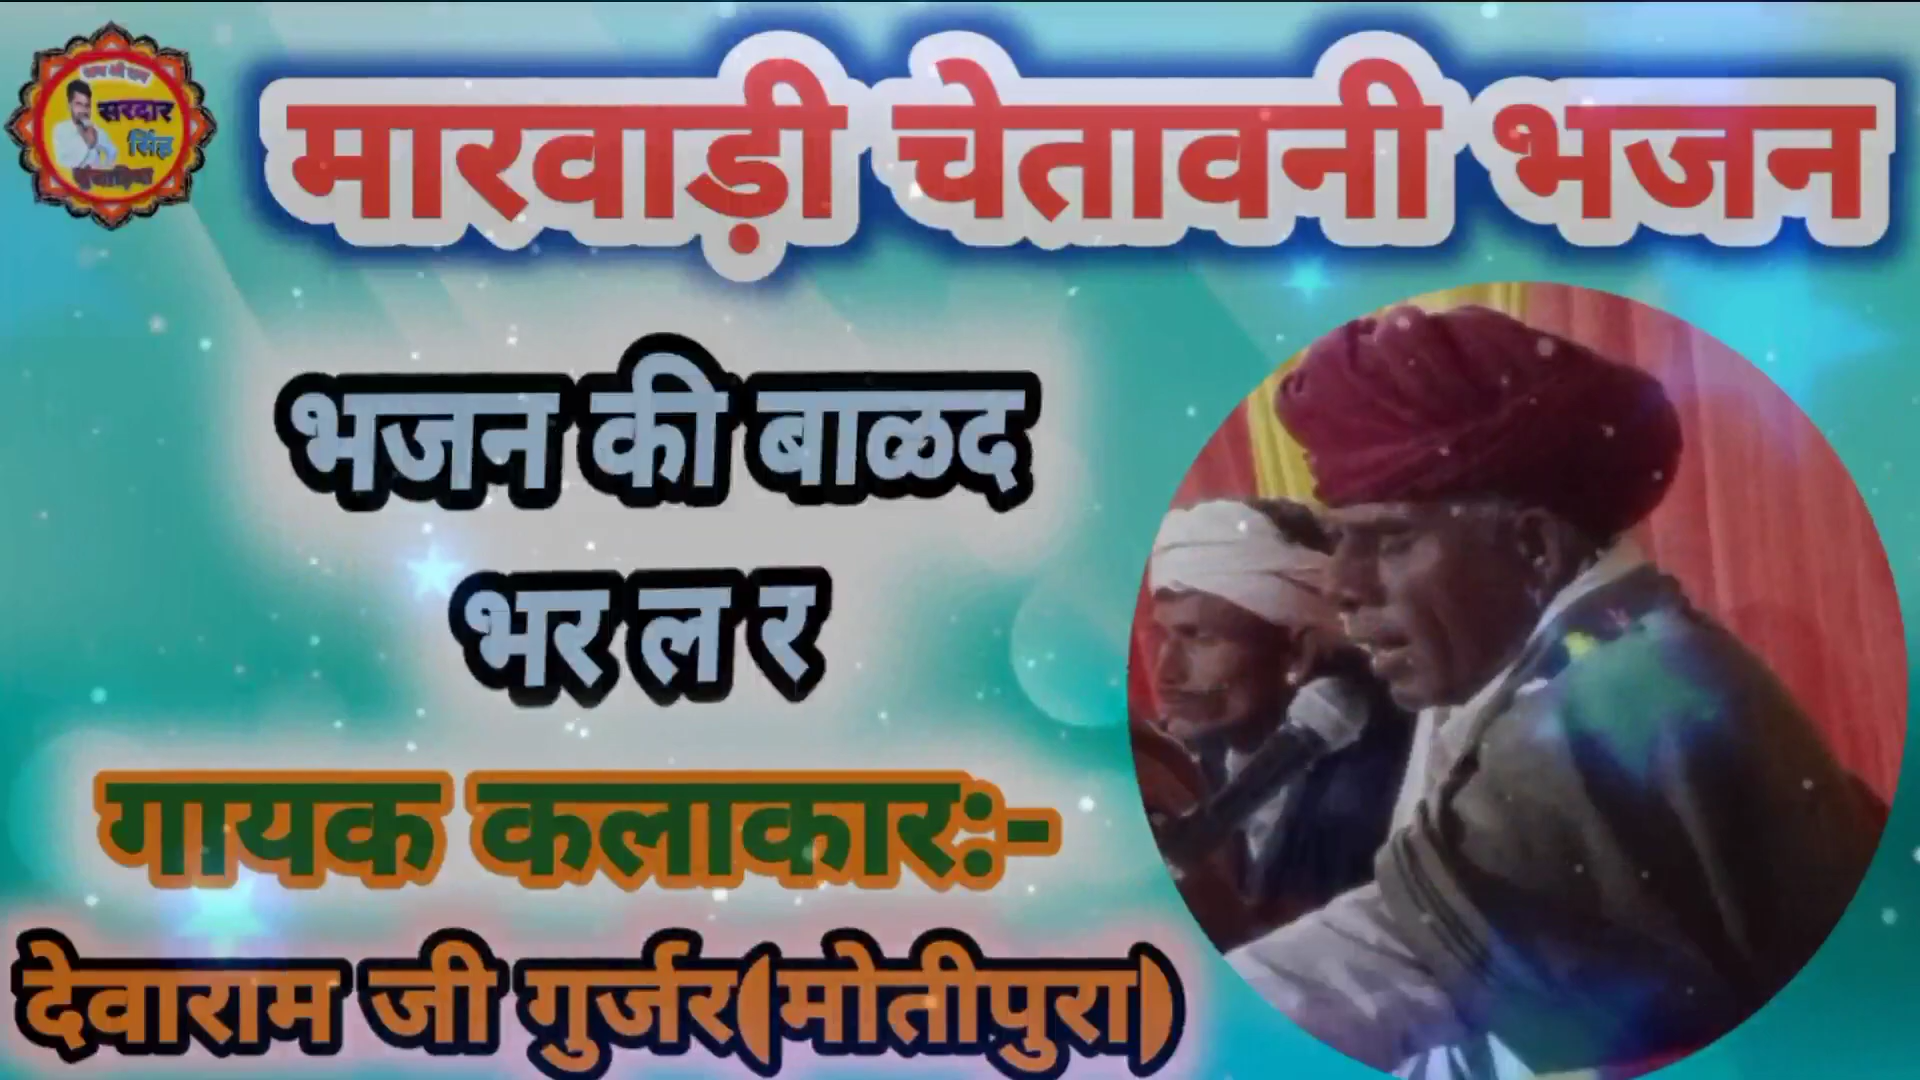 सरदार
सिंह
मारवाड़ी चेतावनी भजन
भजन की बाळद
भर ल र
गायक कलाकार:-
देवाराम जी गुर्जर(मोतीपुरा)